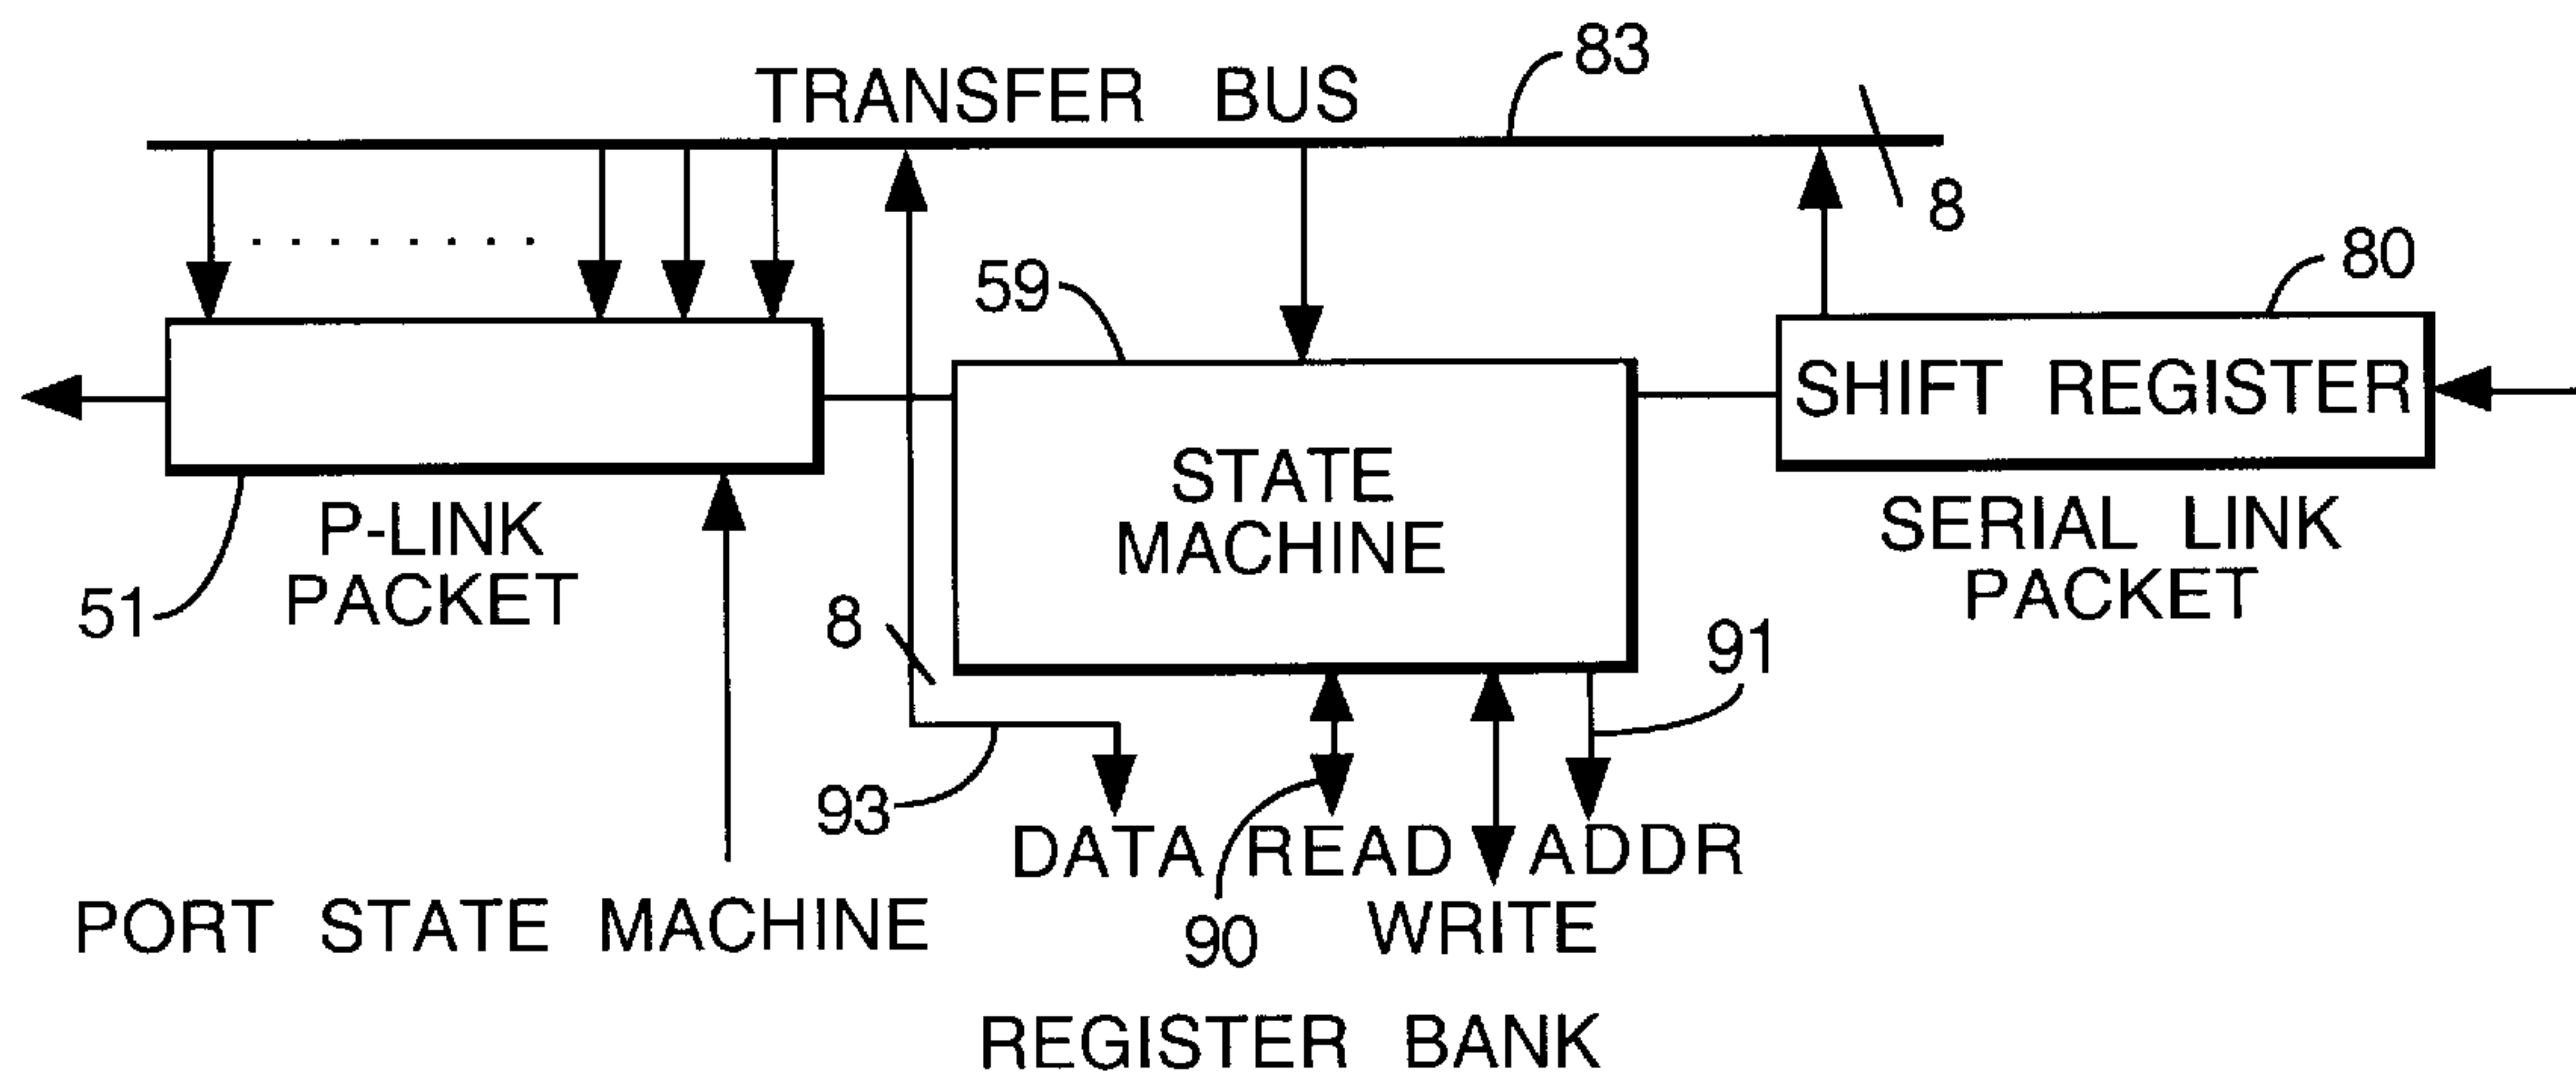 TRANSFER BUS
83
8
80
59
SHIFT REGISTER
STATE
MACHINE
P-LINK
PACKET
51
SERIAL LINK
PACKET
8
91
93
DATA READ ADDR
WRITE
90
PORT STATE MACHINE
REGISTER BANK